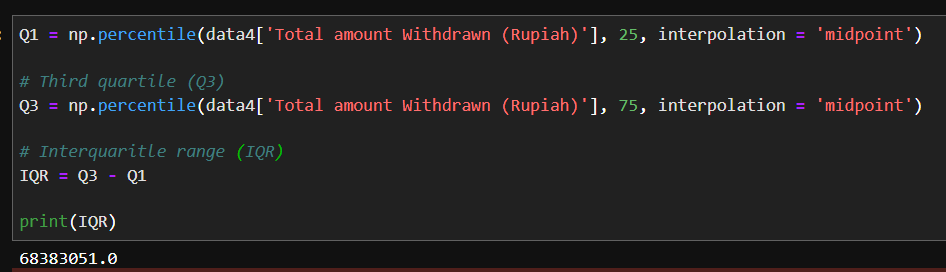 Q1 = np.percentile(data4['Total amount Withdrawn (Rupiah)'], 25, interpolation = 'midpoint')
# Third quartile (Q3)
Q3 = np.percentile(data4['Total amount Withdrawn (Rupiah)'], 75, interpolation = 'midpoint')
# Interquaritle range (IQR)
IQR = Q3 - Q1
print(IQR)
68383051.0